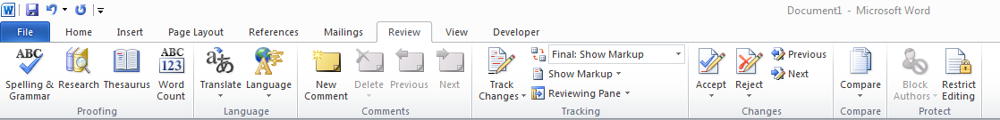 W
Document1 - Microsoft Word
File Home Insert Page Layout References Mailings Review View Developer
ABC
Spelling & Grammar
Research
Thesaurus
ABC
123
Word Count
Proofing
Translate
Language
Language
New Comment
Delete
Previous
Next
Comments
Track Changes
Final: Show Markup
Show Markup
Reviewing Pane
Tracking
Accept
Reject
Previous
Next
Changes
Compare
Compare
Block Authors
Restrict Editing
Protect